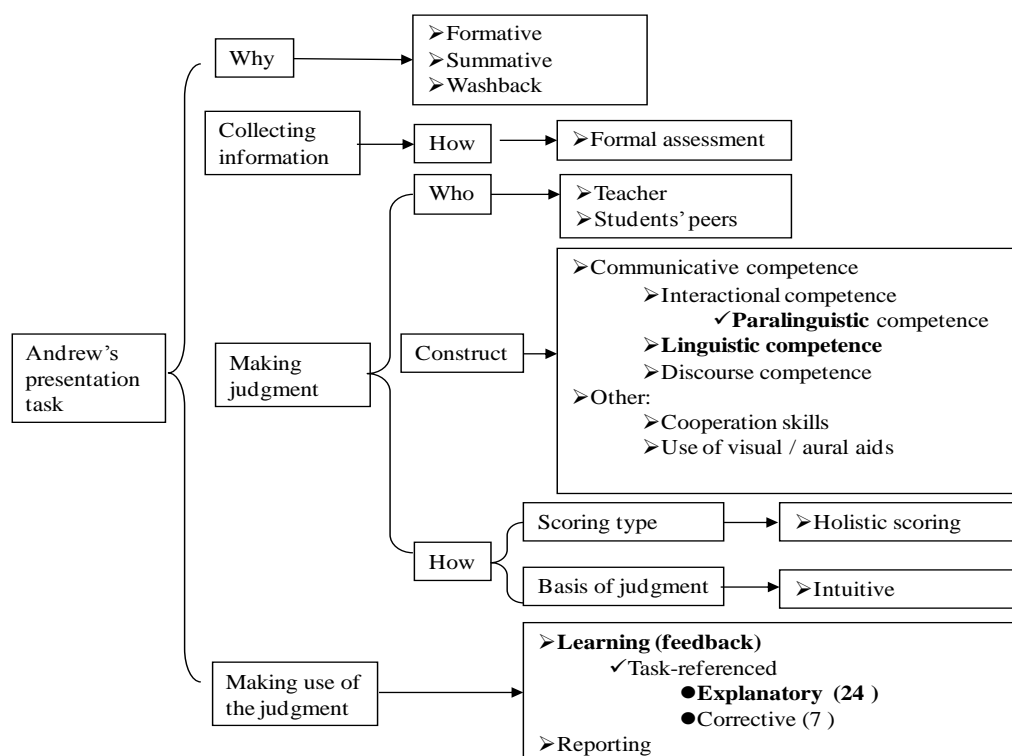 Andrew's
presentation
task
Why
➢Formative
➢Summative
➢Washback
Collecting
information
How
➢Formal assessment
Making
judgment
Who
➢Teacher
➢Students' peers
Construct
➢Communicative competence
➢Interactional competence
✓Paralinguistic competence
➢Linguistic competence
➢Discourse competence
➢Other:
➢Cooperation skills
➢Use of visual / aural aids
How
Scoring type
➢Holistic scoring
Basis of judgment
➢Intuitive
Making use of
the judgment
➢Learning (feedback)
✓Task-referenced
●Explanatory (24 )
●Corrective (7 )
➢Reporting